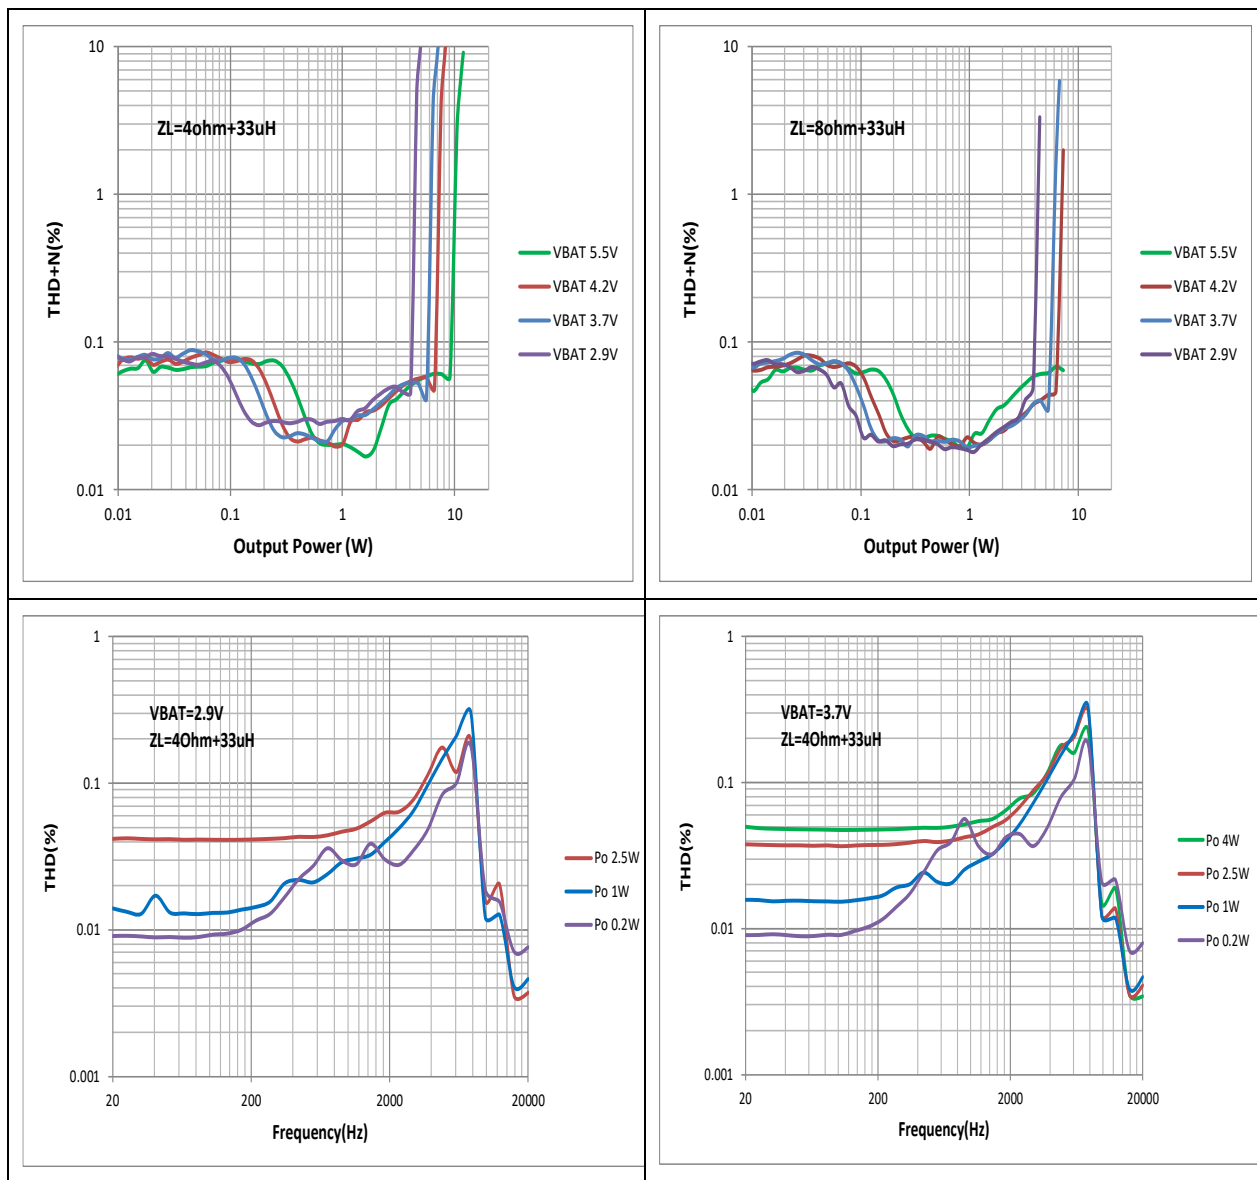 10
1
0.1
0.01
THD+N(%)
ZL=4ohm+33uH
0.01 0.1 1 10
Output Power (W)
VBAT 5.5V
VBAT 4.2V
VBAT 3.7V
VBAT 2.9V
10
1
0.1
0.01
THD+N(%)
ZL=8ohm+33uH
0.01 0.1 1 10
Output Power (W)
VBAT 5.5V
VBAT 4.2V
VBAT 3.7V
VBAT 2.9V
1
0.1
0.01
0.001
THD(%)
VBAT=2.9V
ZL=4Ohm+33uH
20 200 2000 20000
Frequency(Hz)
Po 2.5W
Po 1W
Po 0.2W
1
0.1
0.01
0.001
THD(%)
VBAT=3.7V
ZL=4Ohm+33uH
20 200 2000 20000
Frequency(Hz)
Po 4W
Po 2.5W
Po 1W
Po 0.2W